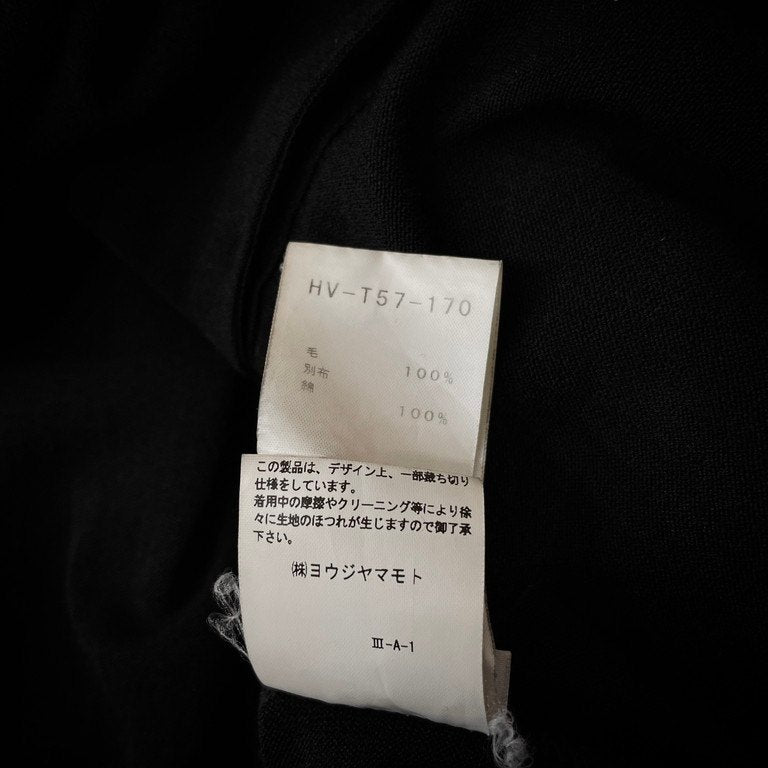 HV-T57-170
毛 100%
別布
綿 100%
この製品は、デザイン上、一部裁ち切り
仕様をしています。
着用中の摩擦やクリーニング等により徐
々に生地のほつれが生じますので御了承
下さい。
㈱ヨウジヤマモト
Ⅲ-A-1